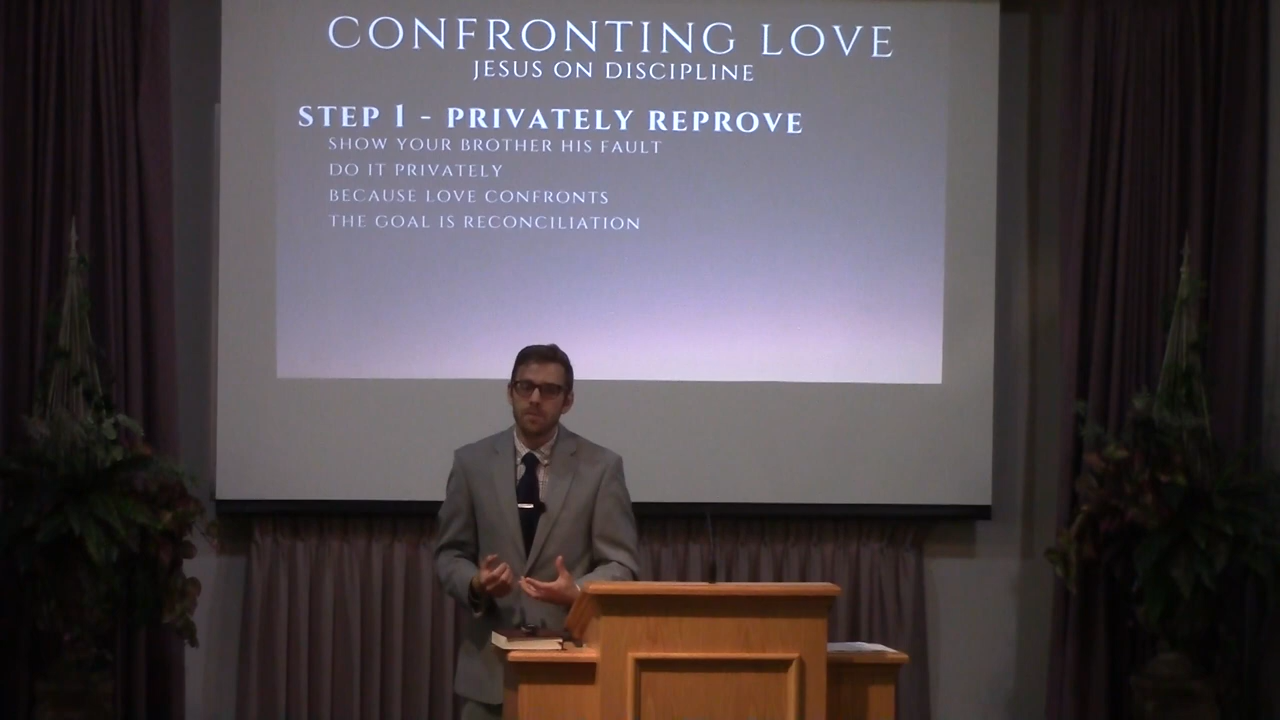 CONFRONTING LOVE
JESUS ON DISCIPLINE
STEP 1 - PRIVATELY REPROVE
SHOW YOUR BROTHER HIS FAULT
DO IT PRIVATELY
BECAUSE LOVE CONFRONTS
THE GOAL IS RECONCILIATION